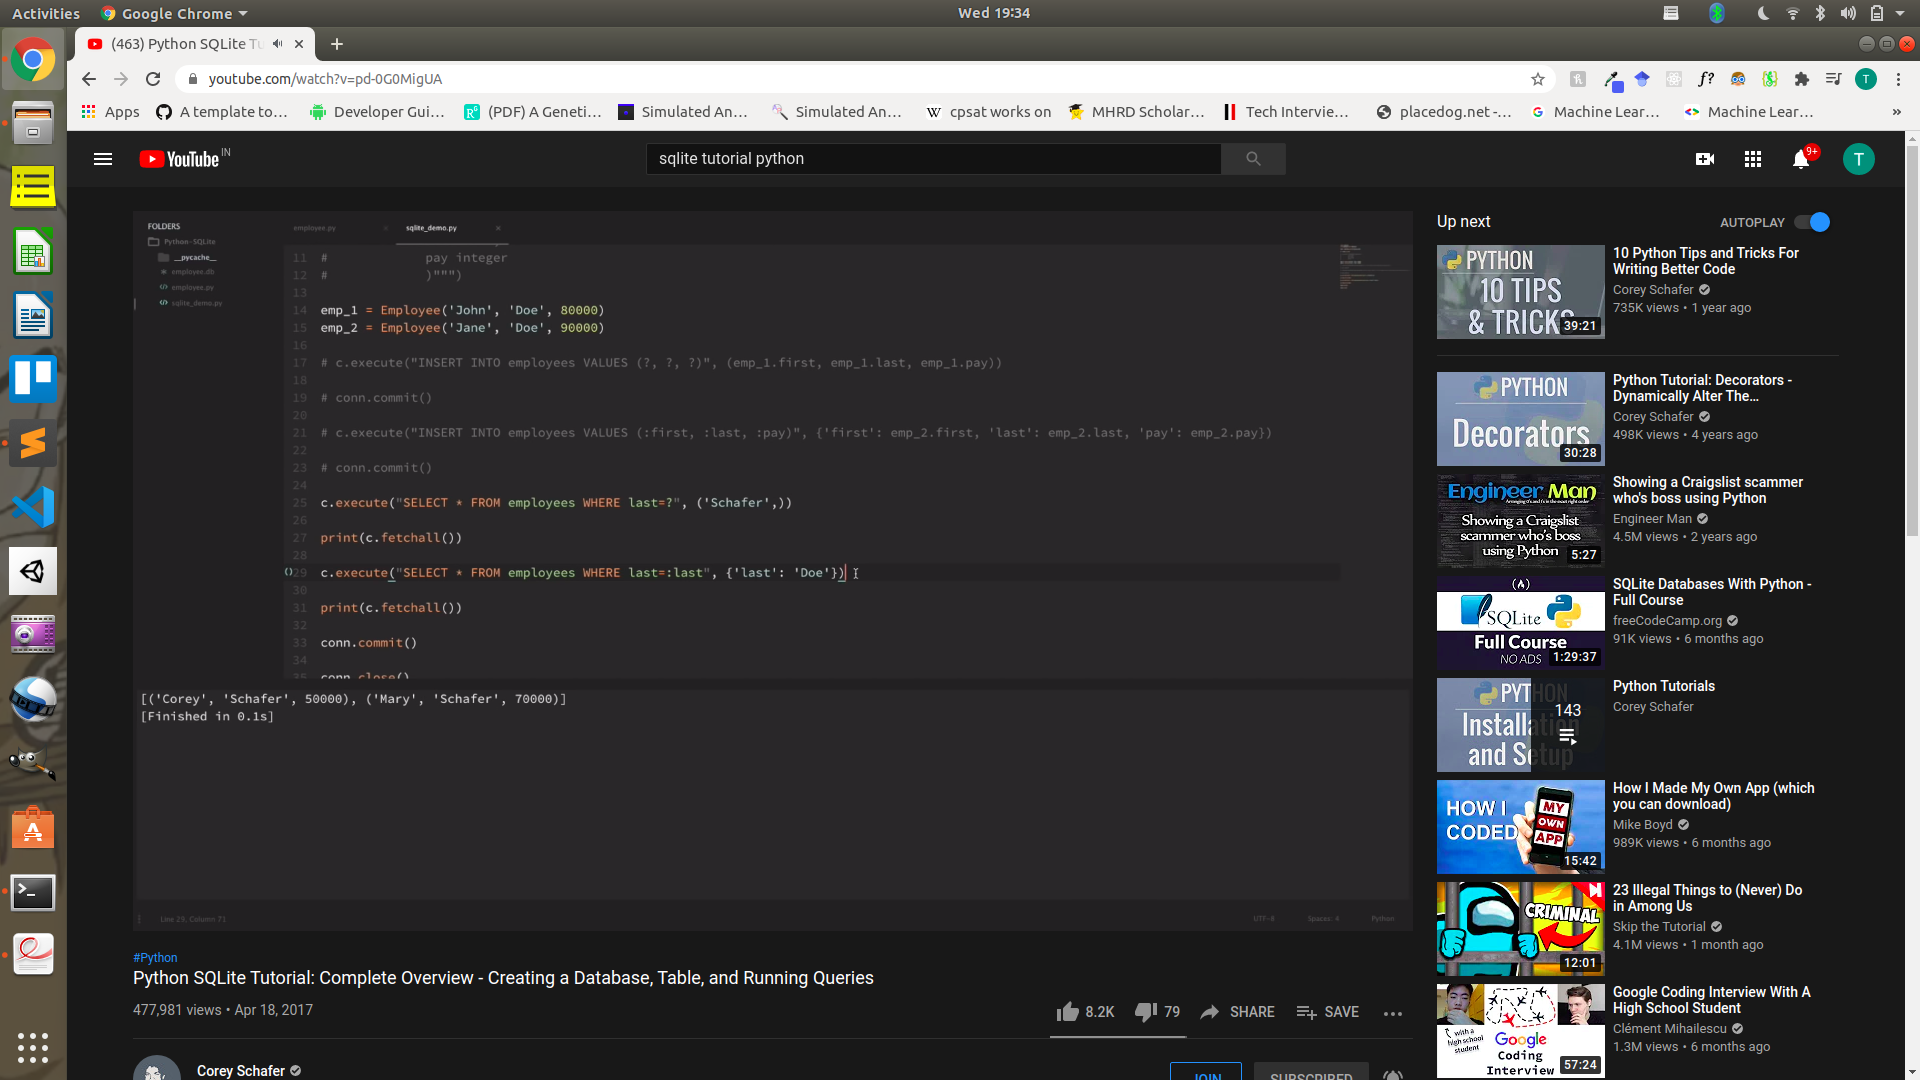 Activities
Google Chrome
Wed 19:34
(463) Python SQLite Tu
youtube.com/watch?v=pd-0G0MigUA
f?
T
Apps
A template to...
Developer Gui...
(PDF) A Geneti...
Simulated An...
Simulated An...
cpsat works on
MHRD Scholar...
Tech Intervie...
placedog.net -...
Machine Lear...
Machine Lear...
»
YouTube IN
sqlite tutorial python
9+
T
FOLDERS
Python-SQLite
__pycache__
employee.db
employee.py
sqlite_demo.py
employee.py
sqlite_demo.py
11 # pay integer
12 # )""")
13
14 emp_1 = Employee('John', 'Doe', 80000)
15 emp_2 = Employee('Jane', 'Doe', 90000)
16
17 # c.execute("INSERT INTO employees VALUES (?, ?, ?)", (emp_1.first, emp_1.last, emp_1.pay))
18
19 # conn.commit()
20
21 # c.execute("INSERT INTO employees VALUES (:first, :last, :pay)", {'first': emp_2.first, 'last': emp_2.last, 'pay': emp_2.pay})
22
23 # conn.commit()
24
25 c.execute("SELECT * FROM employees WHERE last=?", ('Schafer',))
26
27 print(c.fetchall())
28
29 c.execute("SELECT * FROM employees WHERE last=:last", {'last': 'Doe'})
30
31 print(c.fetchall())
32
33 conn.commit()
34
35 conn.close()
[('Corey', 'Schafer', 50000), ('Mary', 'Schafer', 70000)]
[Finished in 0.1s]
Line 29, Column 71
UTF-8
Spaces: 4
Python
#Python
Python SQLite Tutorial: Complete Overview - Creating a Database, Table, and Running Queries
477,981 views • Apr 18, 2017
8.2K
79
SHARE
SAVE
Corey Schafer
JOIN
SUBSCRIBED
Up next
AUTOPLAY
PYTHON
10 TIPS
& TRICKS
39:21
10 Python Tips and Tricks For
Writing Better Code
Corey Schafer
735K views • 1 year ago
PYTHON
Decorators
30:28
Python Tutorial: Decorators -
Dynamically Alter The...
Corey Schafer
498K views • 4 years ago
Engineer Man
Showing a Craigslist
scammer who's boss
using Python
5:27
Showing a Craigslist scammer
who's boss using Python
Engineer Man
4.5M views • 2 years ago
SQLite
Full Course
NO ADS
1:29:37
SQLite Databases With Python -
Full Course
freeCodeCamp.org
91K views • 6 months ago
PYTHON
Installation
and Setup
143
Python Tutorials
Corey Schafer
HOW I
CODED
MY
OWN
APP
15:42
How I Made My Own App (which
you can download)
Mike Boyd
989K views • 6 months ago
CRIMINAL
12:01
23 Illegal Things to (Never) Do
in Among Us
Skip the Tutorial
4.1M views • 1 month ago
with a
high school
student
Google
Coding
Interview
57:24
Google Coding Interview With A
High School Student
Clément Mihailescu
1.3M views • 6 months ago